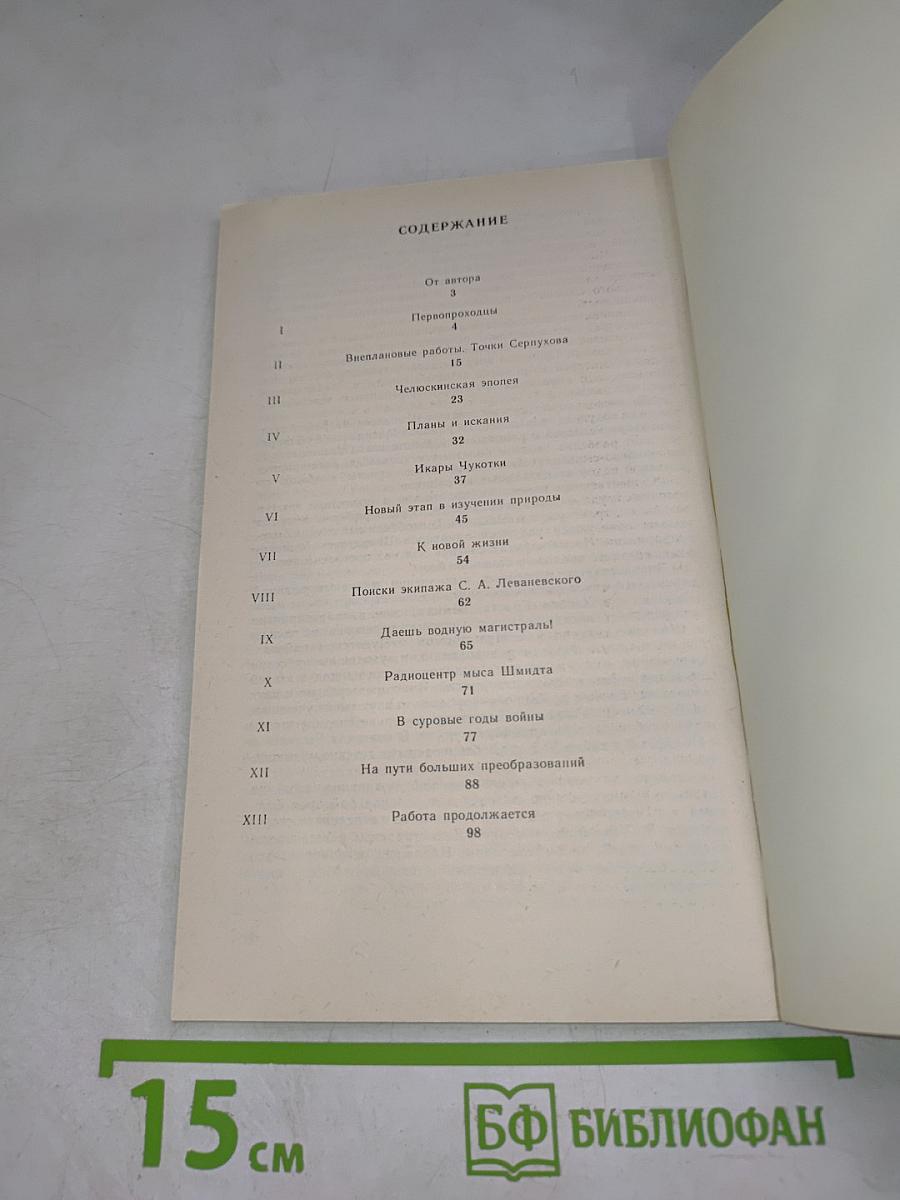 СОДЕРЖАНИЕ
От автора
3
I Первопроходцы
4
II Внеплановые работы. Точки Серпухова
15
III Челюскинская эпопея
23
IV Планы и искания
32
V Икары Чукотки
37
VI Новый этап в изучении природы
45
VII К новой жизни
54
VIII Поиски экипажа С. А. Леваневского
62
IX Даешь водную магистраль!
65
X Радиоцентр мыса Шмидта
71
XI В суровые годы войны
77
XII На пути больших преобразований
88
XIII Работа продолжается
98
15 см БФ БИБЛИОФАН